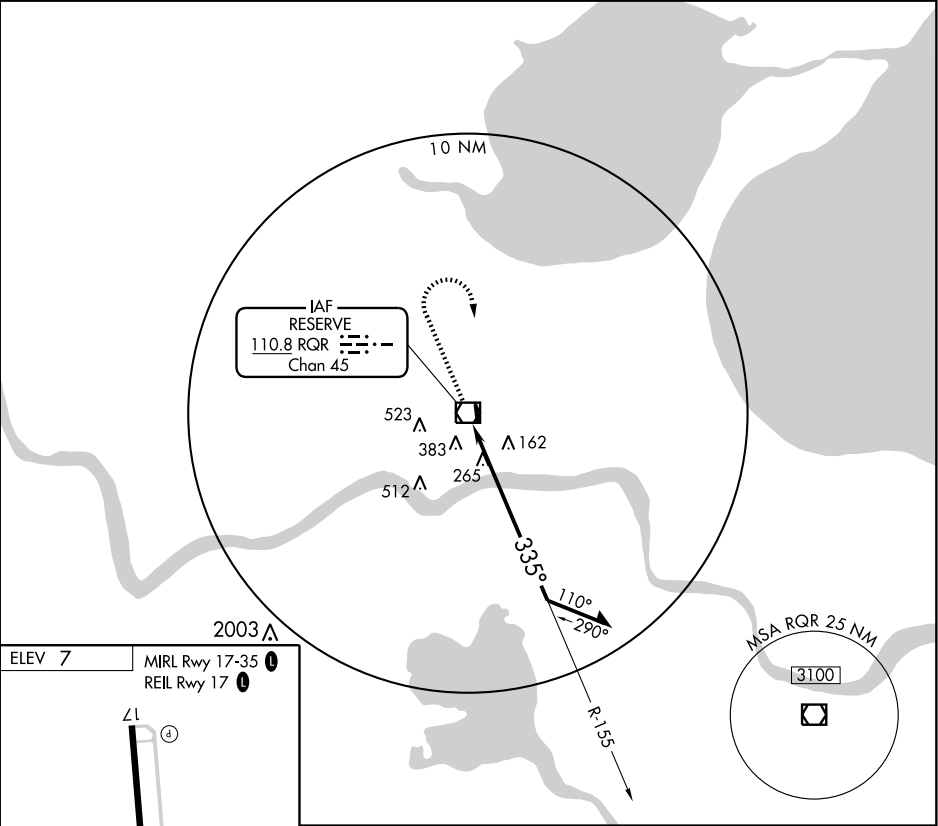 10 NM
IAF
RESERVE
110.8 RQR
Chan 45
523
383
162
265
512
335°
110°
290°
2003
MSA RQR 25 NM
3100
R-155
ELEV 7
MIRL Rwy 17-35 L
REIL Rwy 17 L
17
P